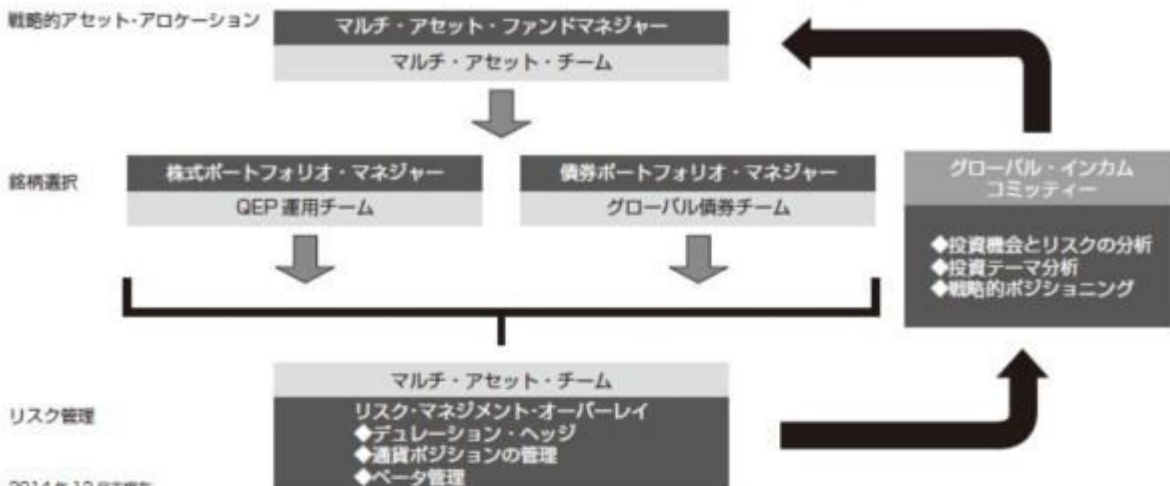 戦略的アセット･アロケーション
マルチ・アセット・ファンドマネジャー
マルチ・アセット・チーム
銘柄選択
株式ポートフォリオ・マネジャー
QEP 運用チーム
債券ポートフォリオ・マネジャー
グローバル債券チーム
グローバル・インカム
コミッティー
◆投資機会とリスクの分析
◆投資テーマ分析
◆戦略的ポジショニング
リスク管理
マルチ・アセット・チーム
リスク･マネジメント･オーバーレイ
◆デュレーション・ヘッジ
◆通貨ポジションの管理
◆ベータ管理